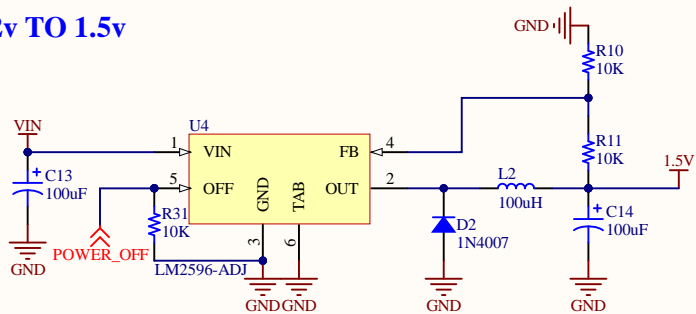 v TO 1.5v
GND
R10
10K
VIN
U4
1
VIN
FB
4
R11
10K
C13
100uF
5
OFF
OUT
2
L2
100uH
1.5V
GND
TAB
R31
10K
D2
1N4007
C14
100uF
POWER_OFF
3
6
LM2596-ADJ
GND
GND
GND
GND
GND